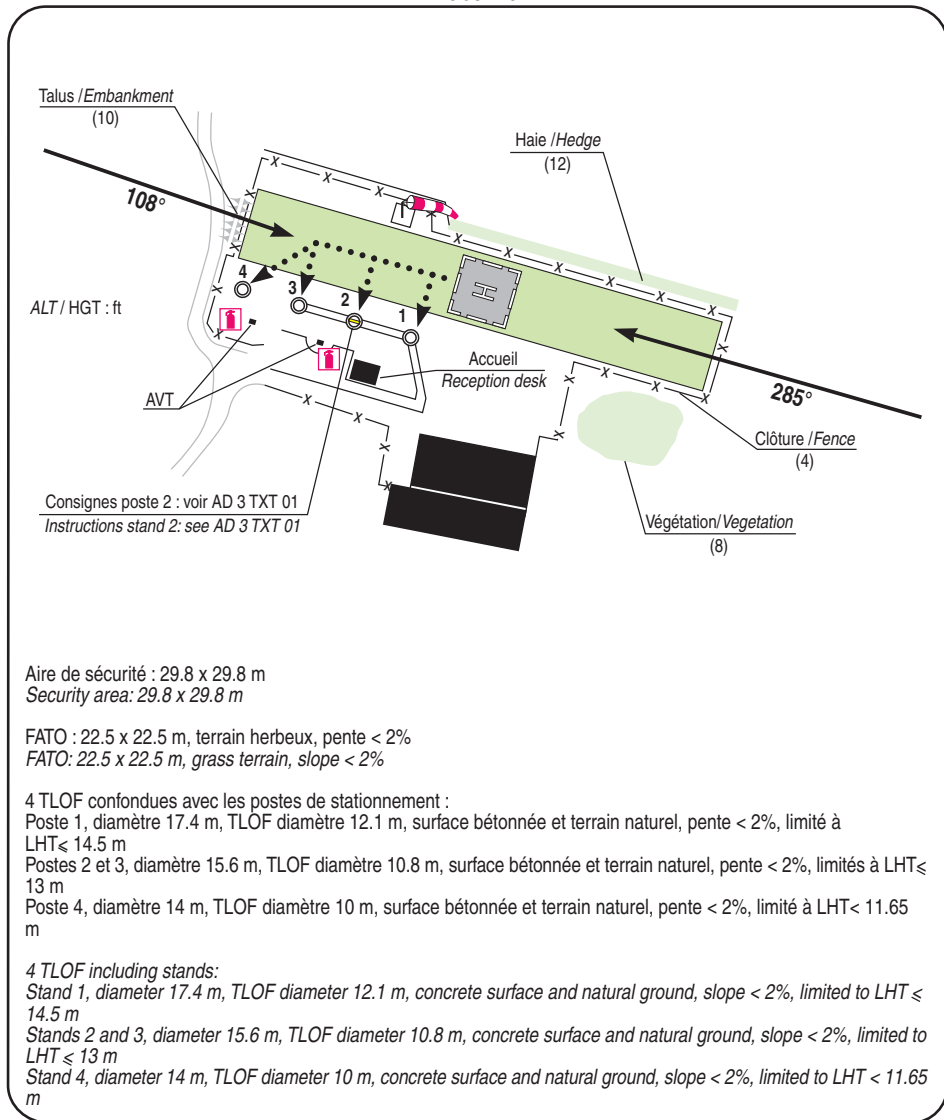 Talus /Embankment
(10)
Haie /Hedge
(12)
108°
4
3
2
1
H
ALT / HGT : ft
Accueil
Reception desk
285°
AVT
Clôture /Fence
(4)
Consignes poste 2 : voir AD 3 TXT 01
Instructions stand 2: see AD 3 TXT 01
Végétation/Vegetation
(8)
Aire de sécurité : 29.8 x 29.8 m
Security area: 29.8 x 29.8 m
FATO : 22.5 x 22.5 m, terrain herbeux, pente < 2%
FATO: 22.5 x 22.5 m, grass terrain, slope < 2%
4 TLOF confondues avec les postes de stationnement :
Poste 1, diamètre 17.4 m, TLOF diamètre 12.1 m, surface bétonnée et terrain naturel, pente < 2%, limité à
LHT⩽ 14.5 m
Postes 2 et 3, diamètre 15.6 m, TLOF diamètre 10.8 m, surface bétonnée et terrain naturel, pente < 2%, limités à LHT⩽
13 m
Poste 4, diamètre 14 m, TLOF diamètre 10 m, surface bétonnée et terrain naturel, pente < 2%, limité à LHT< 11.65
m
4 TLOF including stands:
Stand 1, diameter 17.4 m, TLOF diameter 12.1 m, concrete surface and natural ground, slope < 2%, limited to LHT ⩽
14.5 m
Stands 2 and 3, diameter 15.6 m, TLOF diameter 10.8 m, concrete surface and natural ground, slope < 2%, limited to
LHT ⩽ 13 m
Stand 4, diameter 14 m, TLOF diameter 10 m, concrete surface and natural ground, slope < 2%, limited to LHT < 11.65
m